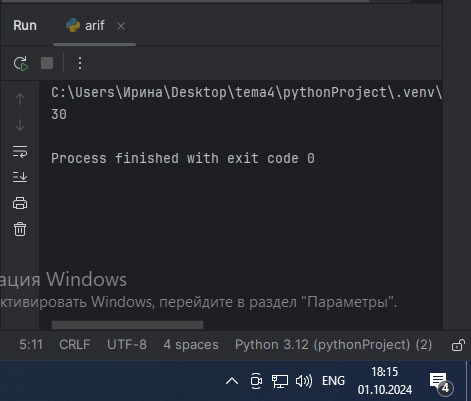 Run arif
C:\Users\Ирина\Desktop\tema4\pythonProject\.venv\
30
Process finished with exit code 0
ация Windows
ктивировать Windows, перейдите в раздел "Параметры".
5:11 CRLF UTF-8 4 spaces Python 3.12 (pythonProject) (2)
ENG 18:15
01.10.2024 4